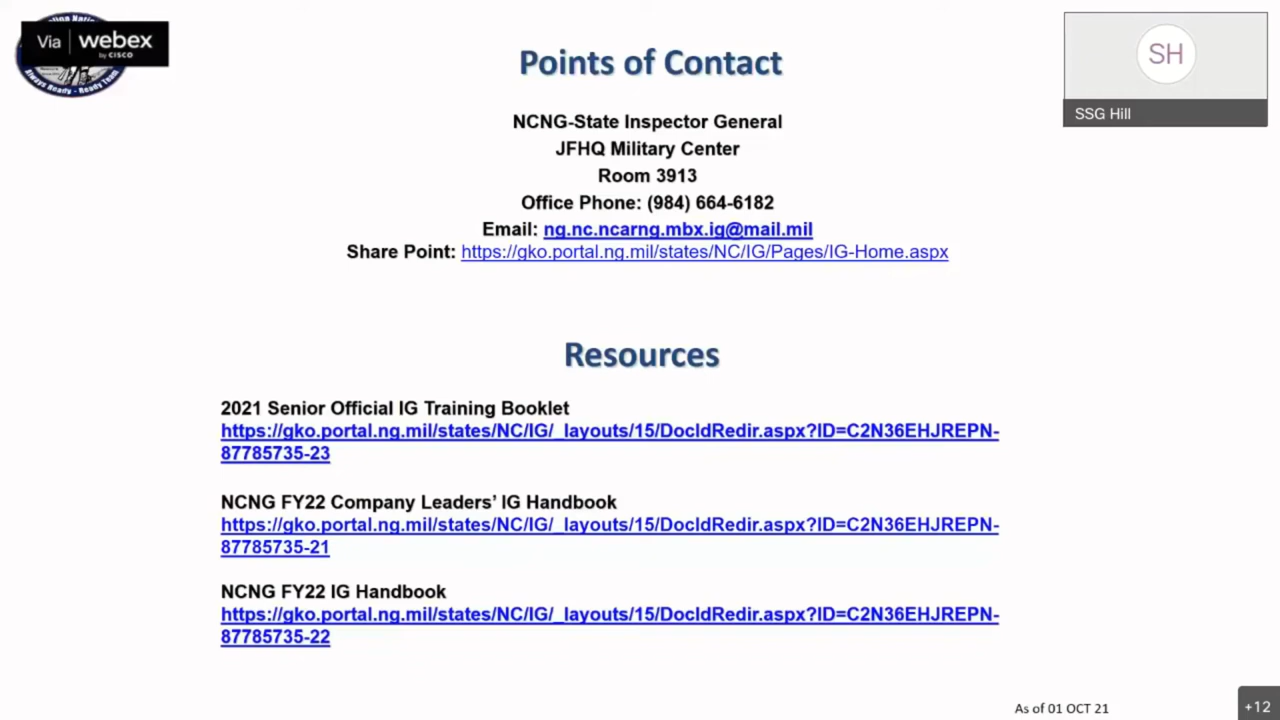 Via webex
by CISCO
Always Ready - Ready Team
SH
SSG Hill
Points of Contact
NCNG-State Inspector General
JFHQ Military Center
Room 3913
Office Phone: (984) 664-6182
Email: ng.nc.ncarng.mbx.ig@mail.mil
Share Point: https://gko.portal.ng.mil/states/NC/IG/Pages/IG-Home.aspx
Resources
2021 Senior Official IG Training Booklet
https://gko.portal.ng.mil/states/NC/IG/_layouts/15/DocIdRedir.aspx?ID=C2N36EHJREPN-
87785735-23
NCNG FY22 Company Leaders’ IG Handbook
https://gko.portal.ng.mil/states/NC/IG/_layouts/15/DocIdRedir.aspx?ID=C2N36EHJREPN-
87785735-21
NCNG FY22 IG Handbook
https://gko.portal.ng.mil/states/NC/IG/_layouts/15/DocIdRedir.aspx?ID=C2N36EHJREPN-
87785735-22
As of 01 OCT 21
+12